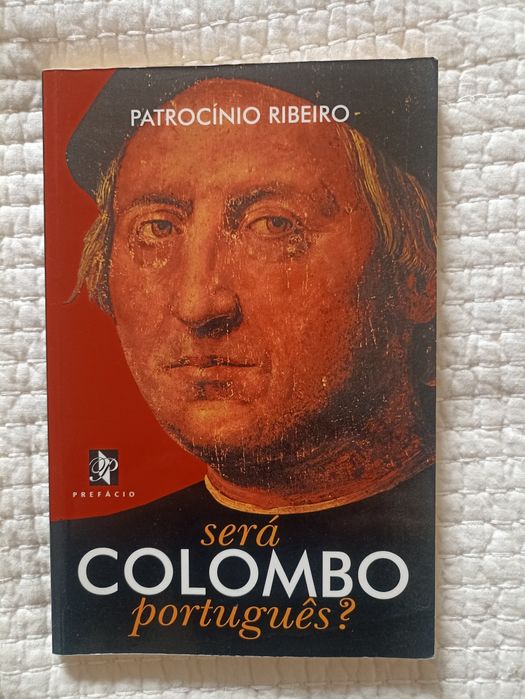 PATROCÍNIO RIBEIRO
P
PREFÁCIO
será
COLOMBO
português?